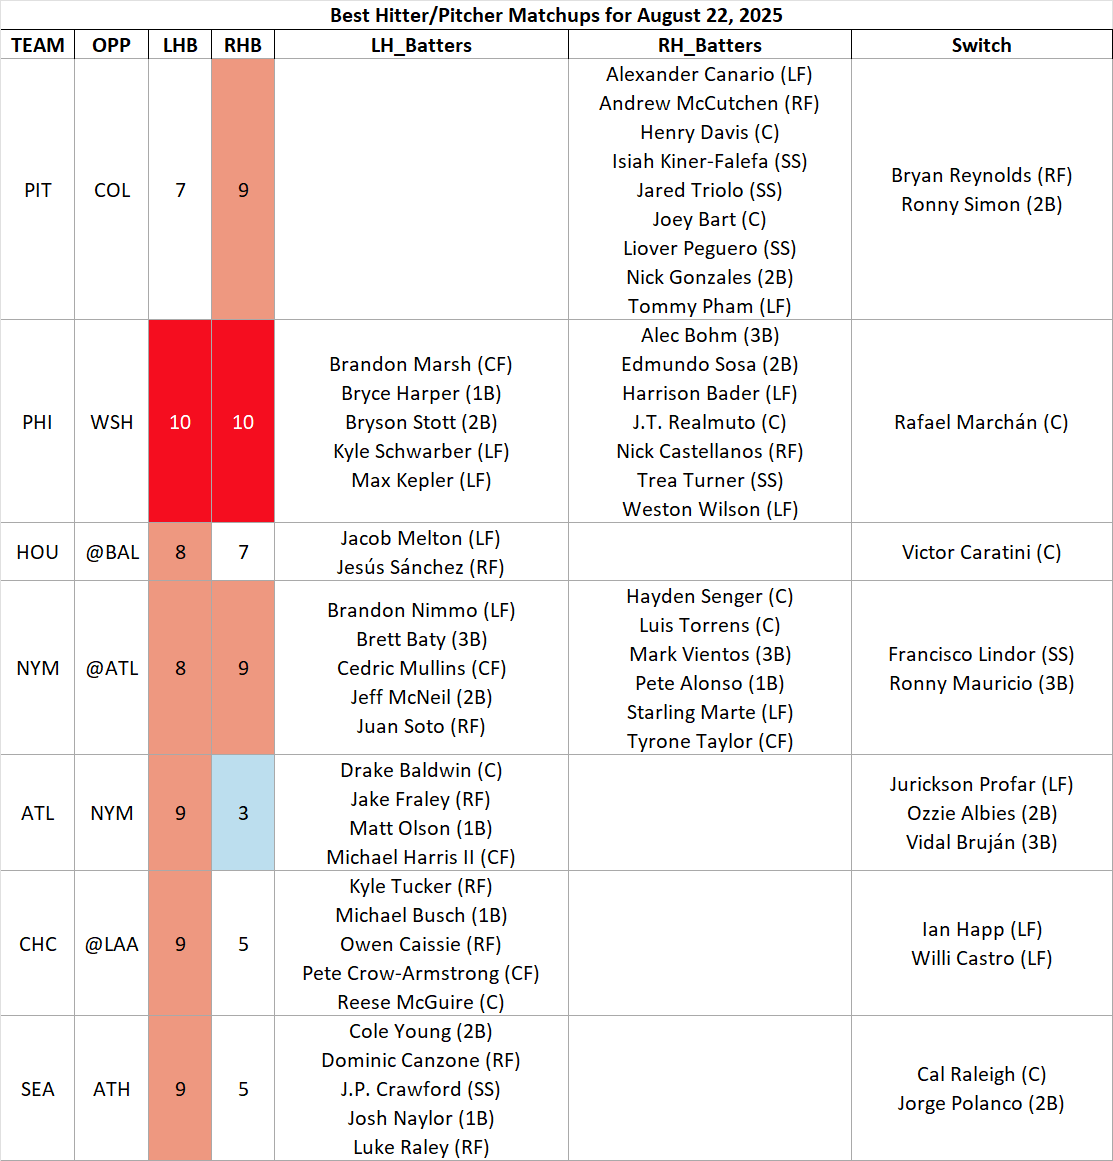 Best Hitter/Pitcher Matchups for August 22, 2025
TEAM OPP LHB RHB LH_Batters RH_Batters Switch
PIT COL 7 9
Alexander Canario (LF)
Andrew McCutchen (RF)
Henry Davis (C)
Isiah Kiner-Falefa (SS)
Jared Triolo (SS)
Joey Bart (C)
Liover Peguero (SS)
Nick Gonzales (2B)
Tommy Pham (LF)
Bryan Reynolds (RF)
Ronny Simon (2B)
PHI WSH 10 10
Brandon Marsh (CF)
Bryce Harper (1B)
Bryson Stott (2B)
Kyle Schwarber (LF)
Max Kepler (LF)
Alec Bohm (3B)
Edmundo Sosa (2B)
Harrison Bader (LF)
J.T. Realmuto (C)
Nick Castellanos (RF)
Trea Turner (SS)
Weston Wilson (LF)
Rafael Marchán (C)
HOU @BAL 8 7
Jacob Melton (LF)
Jesús Sánchez (RF)
Victor Caratini (C)
NYM @ATL 8 9
Brandon Nimmo (LF)
Brett Baty (3B)
Cedric Mullins (CF)
Jeff McNeil (2B)
Juan Soto (RF)
Hayden Senger (C)
Luis Torrens (C)
Mark Vientos (3B)
Pete Alonso (1B)
Starling Marte (LF)
Tyrone Taylor (CF)
Francisco Lindor (SS)
Ronny Mauricio (3B)
ATL NYM 9 3
Drake Baldwin (C)
Jake Fraley (RF)
Matt Olson (1B)
Michael Harris II (CF)
Jurickson Profar (LF)
Ozzie Albies (2B)
Vidal Bruján (3B)
CHC @LAA 9 5
Kyle Tucker (RF)
Michael Busch (1B)
Owen Caissie (RF)
Pete Crow-Armstrong (CF)
Reese McGuire (C)
Ian Happ (LF)
Willi Castro (LF)
SEA ATH 9 5
Cole Young (2B)
Dominic Canzone (RF)
J.P. Crawford (SS)
Josh Naylor (1B)
Luke Raley (RF)
Cal Raleigh (C)
Jorge Polanco (2B)